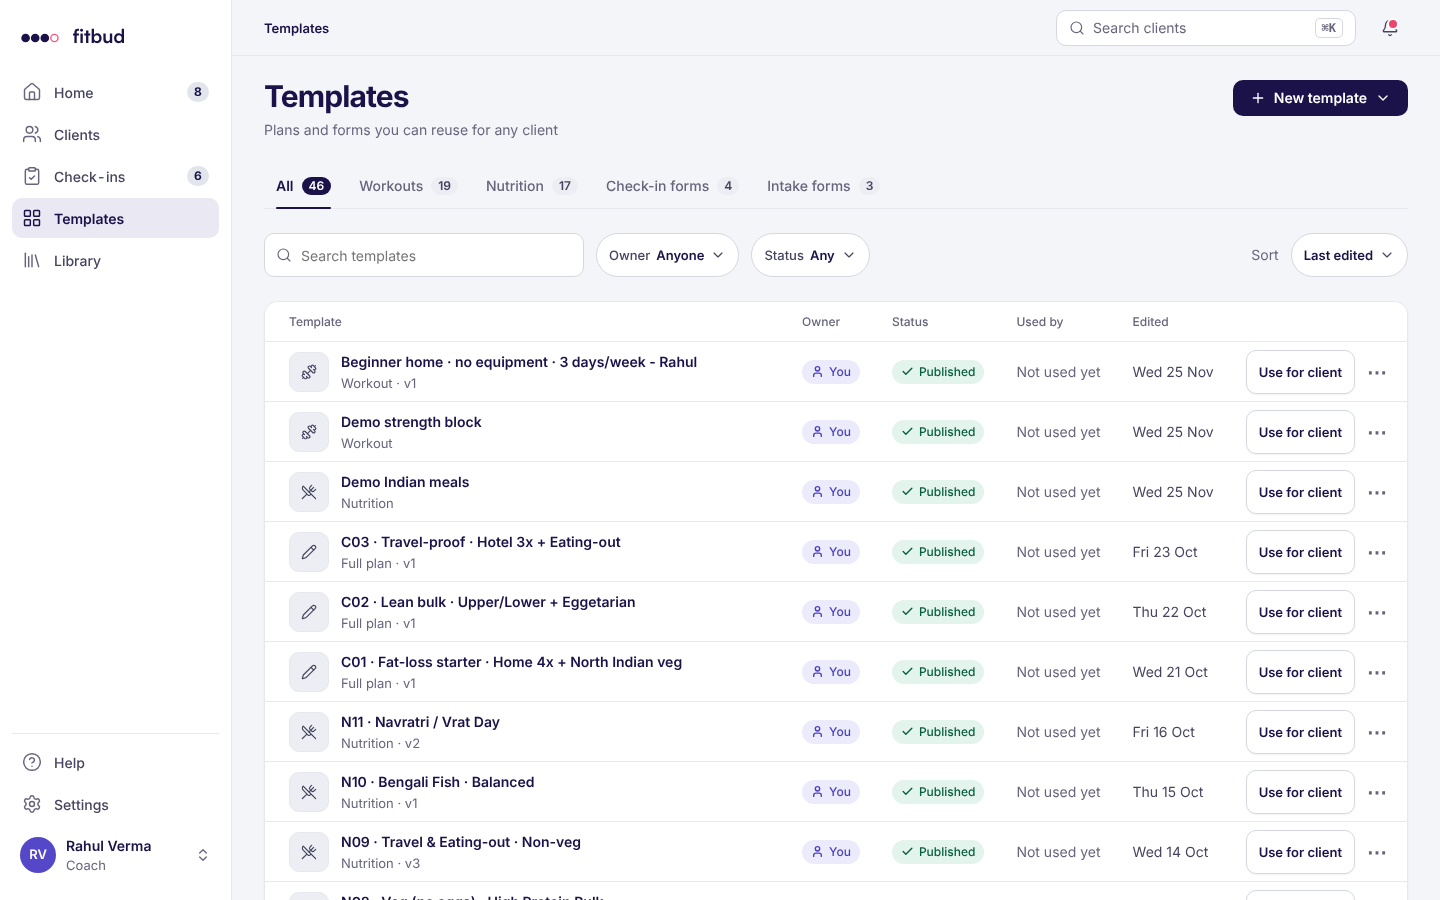 fitbud
Templates
Search clients ⌘K
Home 8
Clients
Check-ins 6
Templates
Library
Templates
Plans and forms you can reuse for any client
New template
All 46 Workouts 19 Nutrition 17 Check-in forms 4 Intake forms 3
Search templates Owner Anyone Status Any Sort Last edited
Template Owner Status Used by Edited
Beginner home · no equipment · 3 days/week - Rahul
Workout · v1
You Published Not used yet Wed 25 Nov Use for client
Demo strength block
Workout
You Published Not used yet Wed 25 Nov Use for client
Demo Indian meals
Nutrition
You Published Not used yet Wed 25 Nov Use for client
C03 · Travel-proof · Hotel 3x + Eating-out
Full plan · v1
You Published Not used yet Fri 23 Oct Use for client
C02 · Lean bulk · Upper/Lower + Eggetarian
Full plan · v1
You Published Not used yet Thu 22 Oct Use for client
C01 · Fat-loss starter · Home 4x + North Indian veg
Full plan · v1
You Published Not used yet Wed 21 Oct Use for client
N11 · Navratri / Vrat Day
Nutrition · v2
You Published Not used yet Fri 16 Oct Use for client
N10 · Bengali Fish · Balanced
Nutrition · v1
You Published Not used yet Thu 15 Oct Use for client
N09 · Travel & Eating-out · Non-veg
Nutrition · v3
You Published Not used yet Wed 14 Oct Use for client
Help
Settings
RV Rahul Verma
Coach